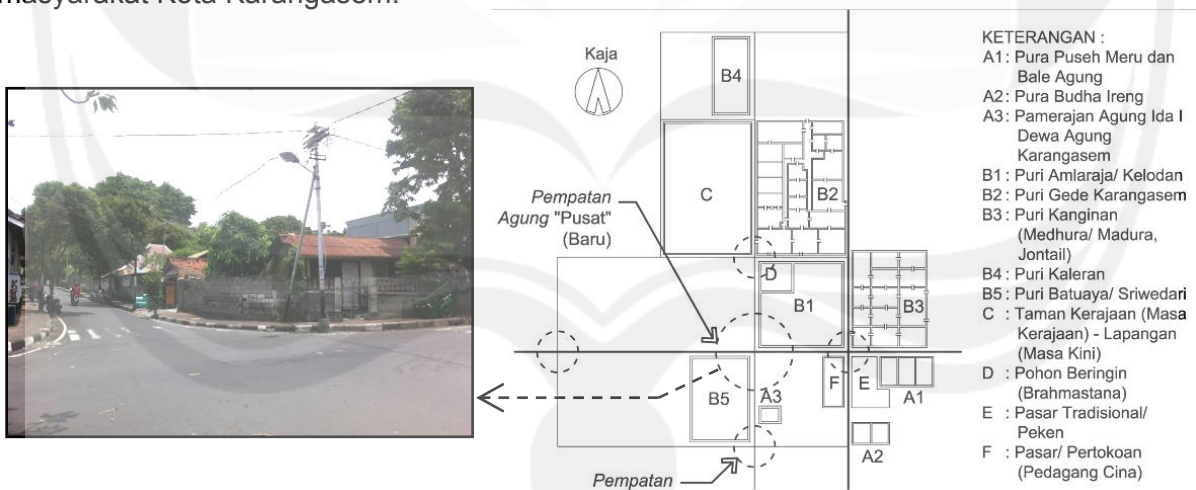 masyarakat Kota Karangasem.
Kaja
B4
C
B2
Pempatan
Agung "Pusat"
(Baru)
D
B1
B3
B5
A3
F
E
A1
A2
Pempatan
KETERANGAN :
A1: Pura Puseh Meru dan
Bale Agung
A2: Pura Budha Ireng
A3: Pamerajan Agung Ida I
Dewa Agung
Karangasem
B1: Puri Amlaraja/ Kelodan
B2: Puri Gede Karangasem
B3: Puri Kanginan
(Medhura/ Madura,
Jontail)
B4: Puri Kaleran
B5: Puri Batuaya/ Sriwedari
C : Taman Kerajaan (Masa
Kerajaan) - Lapangan
(Masa Kini)
D : Pohon Beringin
(Brahmastana)
E : Pasar Tradisional/
Peken
F : Pasar/ Pertokoan
(Pedagang Cina)